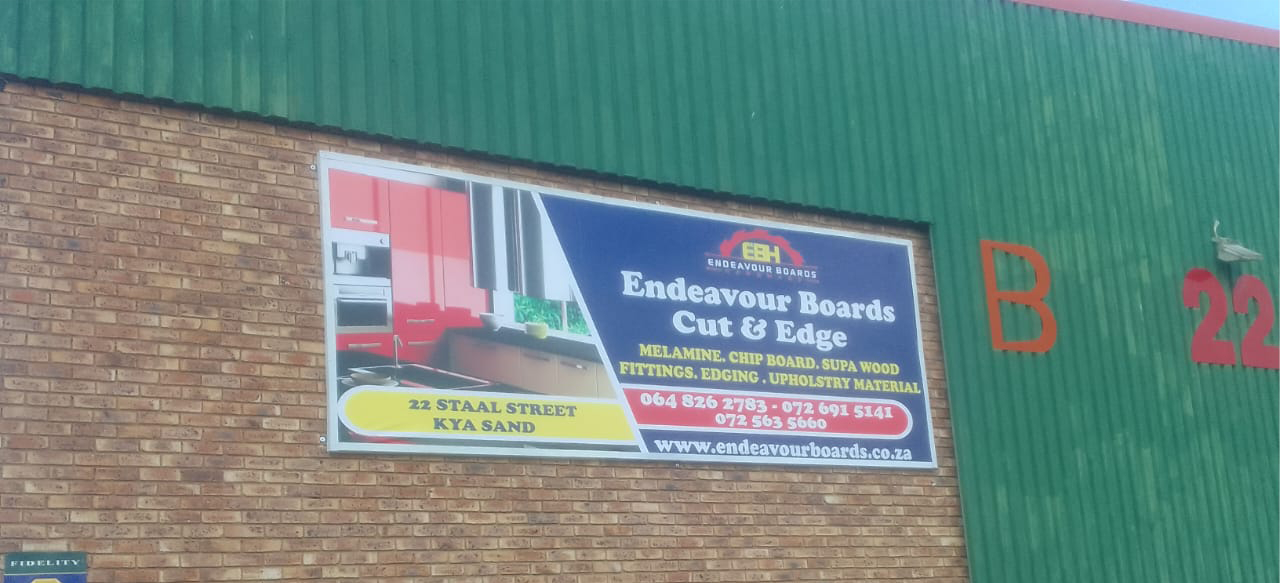 EBH
ENDEAVOUR BOARDS
Endeavour Boards
Cut & Edge
MELAMINE. CHIP BOARD. SUPA WOOD
FITTINGS. EDGING . UPHOLSTRY MATERIAL
064 826 2783 - 072 691 5141
072 563 5660
www.endeavourboards.co.za
22 STAAL STREET
KYA SAND
B 22
FIDELITY